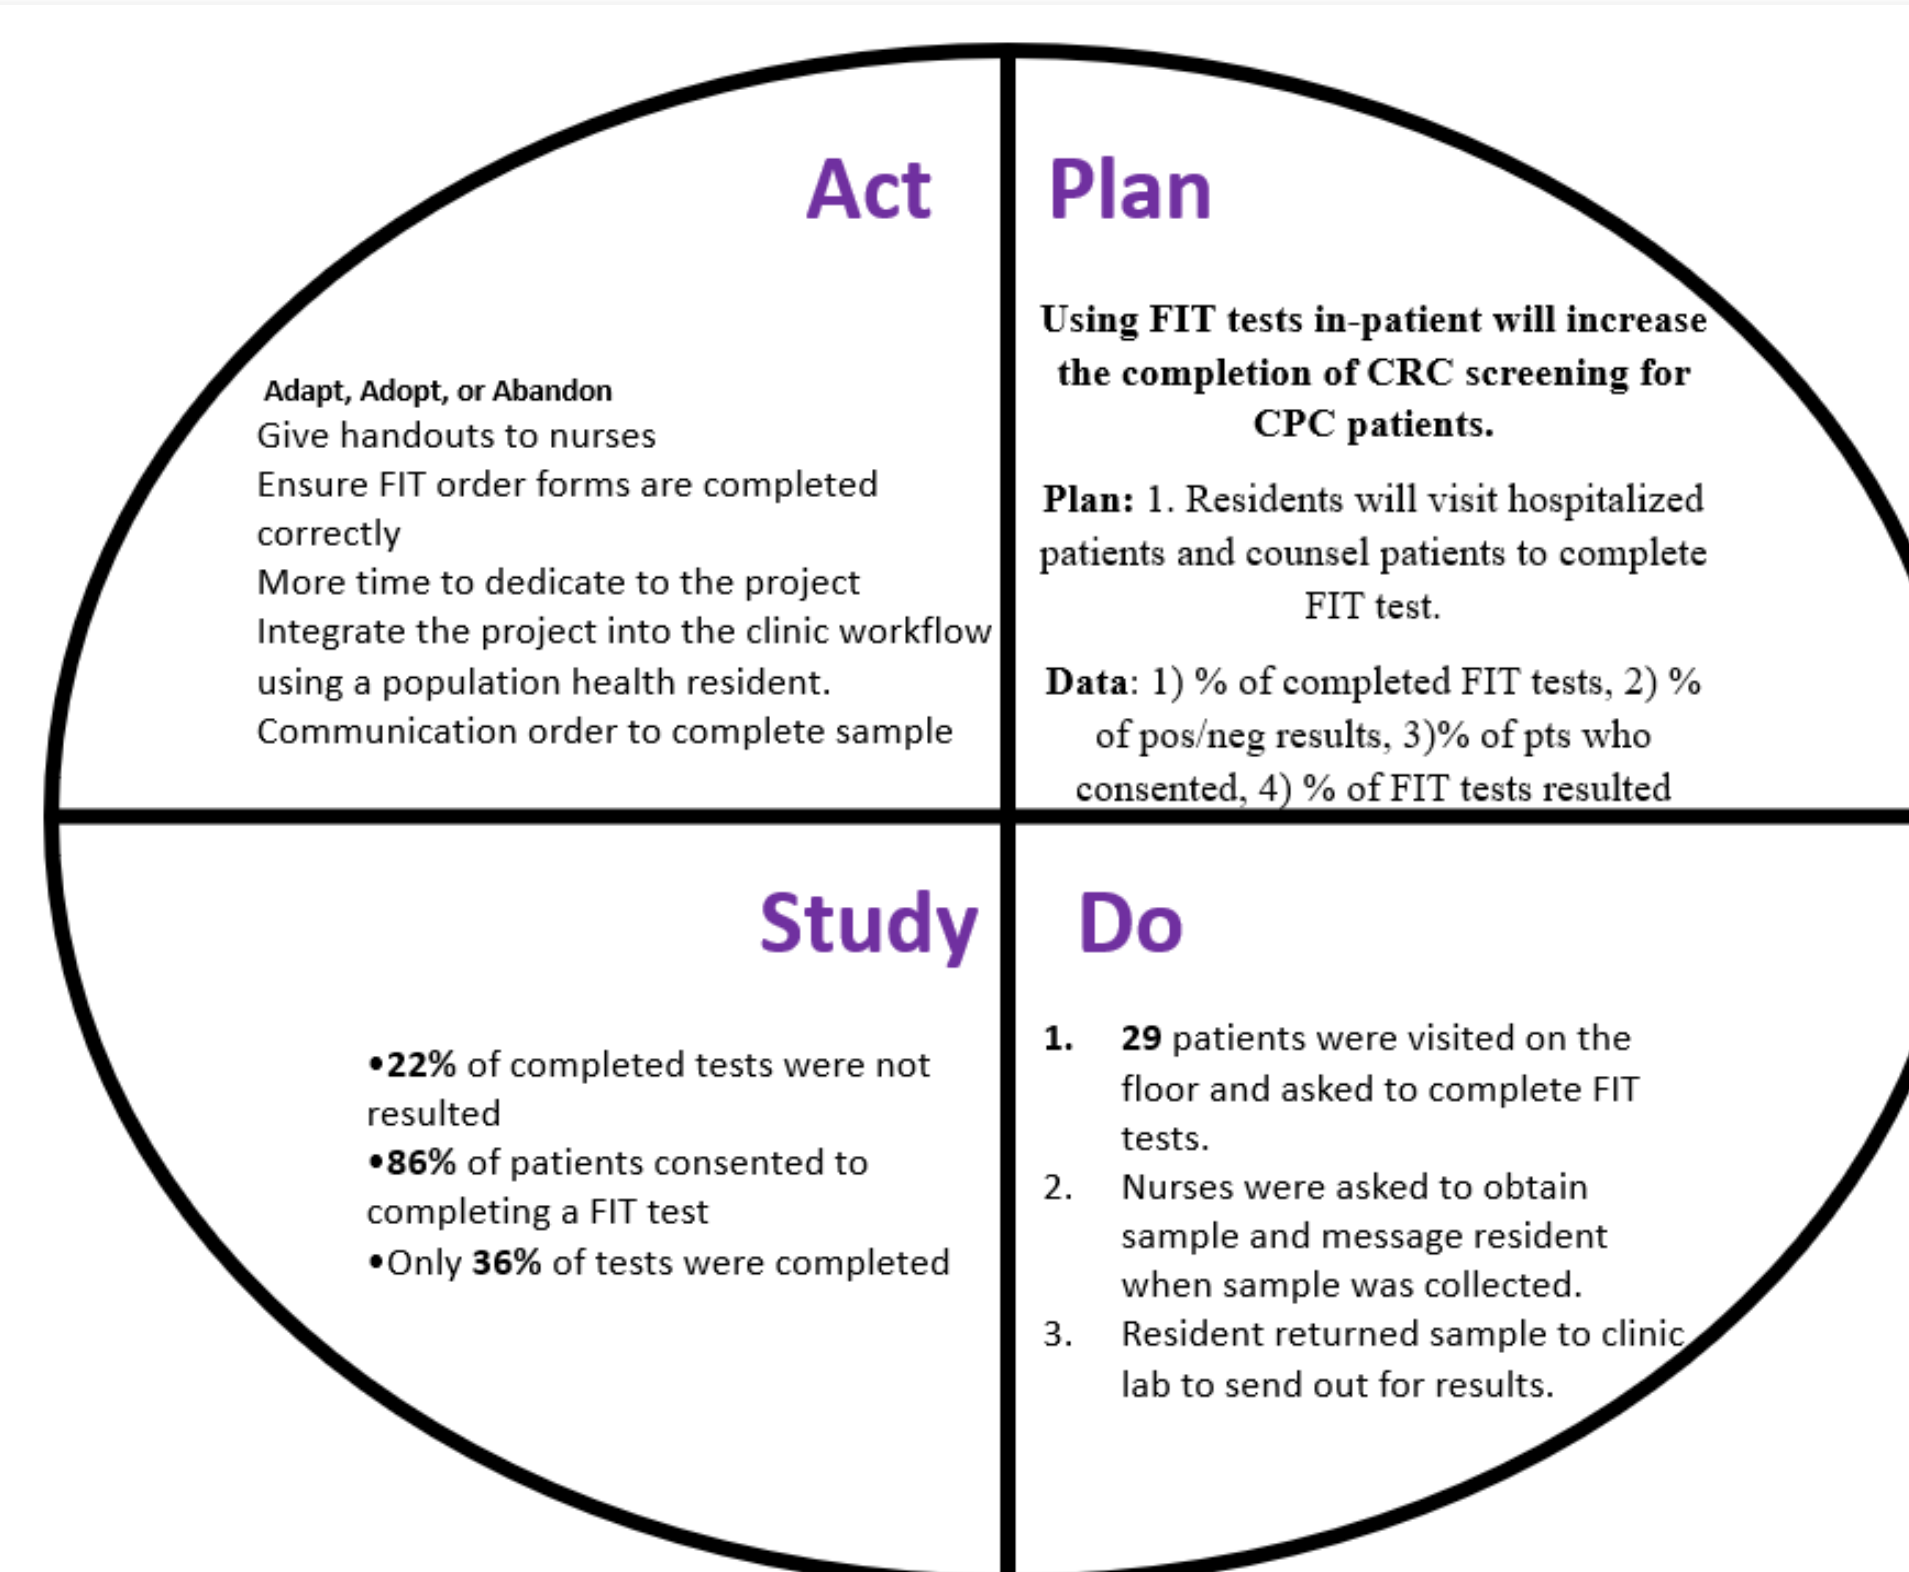 Act
Adapt, Adopt, or Abandon
Give handouts to nurses
Ensure FIT order forms are completed
correctly
More time to dedicate to the project
Integrate the project into the clinic workflow
using a population health resident.
Communication order to complete sample
Plan
Using FIT tests in-patient will increase
the completion of CRC screening for
CPC patients.
Plan: 1. Residents will visit hospitalized
patients and counsel patients to complete
FIT test.
Data: 1) % of completed FIT tests, 2) %
of pos/neg results, 3)% of pts who
consented, 4) % of FIT tests resulted
Study
•22% of completed tests were not
resulted
•86% of patients consented to
completing a FIT test
•Only 36% of tests were completed
Do
1. 29 patients were visited on the
floor and asked to complete FIT
tests.
2. Nurses were asked to obtain
sample and message resident
when sample was collected.
3. Resident returned sample to clinic
lab to send out for results.